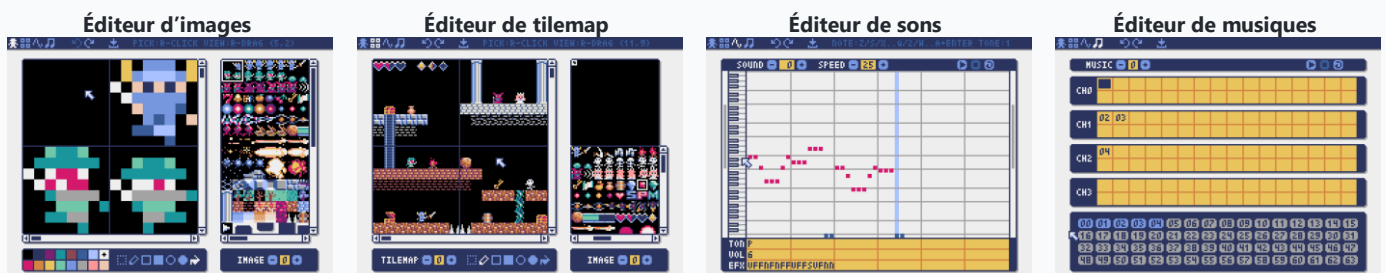 Éditeur d'images
Éditeur de tilemap
Éditeur de sons
Éditeur de musiques
PICK:R-CLICK VIEW:R-DRAG (5,2)
PICK:R-CLICK VIEW:R-DRAG (11,9)
NOTE:Z/S/X..Q/2/W..A+ENTER TONE:1
SOUND 0 SPEED 25
MUSIC 0
CH0
CH1 02 03
CH2 04
CH3
TON P
VOL 6
EFX
IMAGE 0
TILEMAP 0
IMAGE 0
00 01 02 03 04 05 06 07 08 09 10 11 12 13 14 15
16 17 18 19 20 21 22 23 24 25 26 27 28 29 30 31
32 33 34 35 36 37 38 39 40 41 42 43 44 45 46 47
48 49 50 51 52 53 54 55 56 57 58 59 60 61 62 63